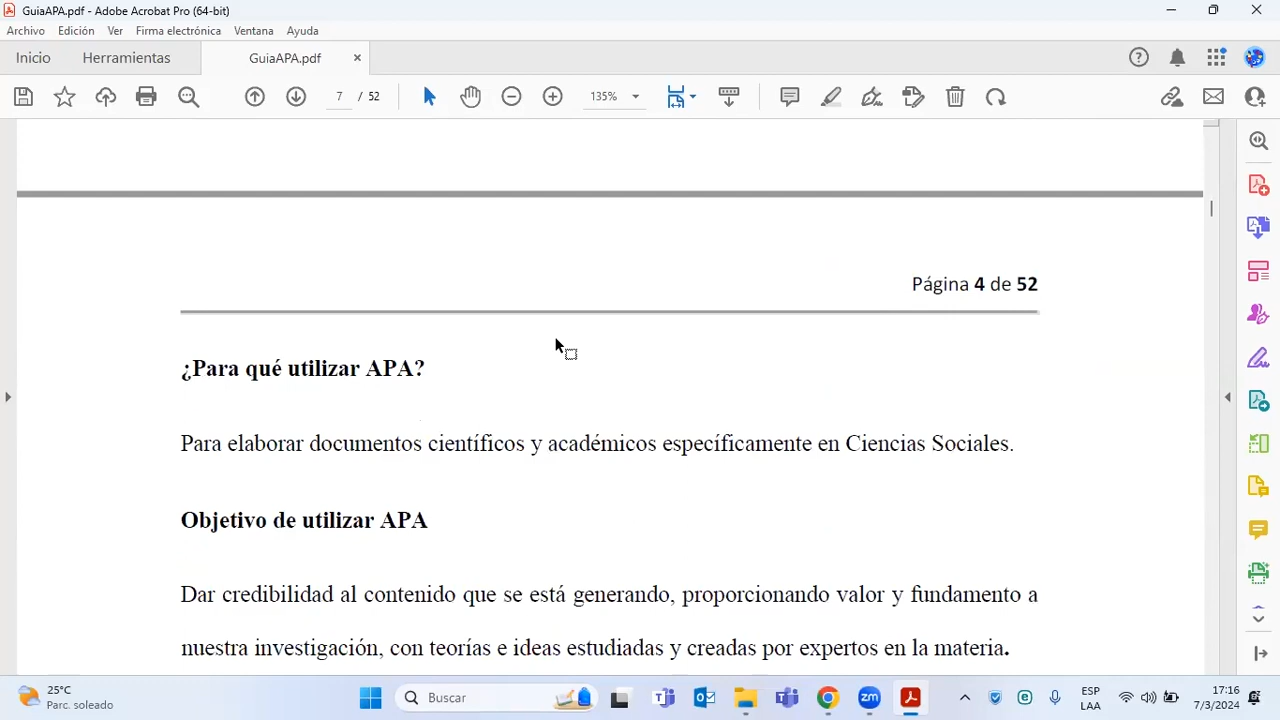 GuiaAPA.pdf - Adobe Acrobat Pro (64-bit)
Archivo Edición Ver Firma electrónica Ventana Ayuda
Inicio Herramientas GuiaAPA.pdf ×
7 / 52 135%
Página 4 de 52
¿Para qué utilizar APA?
Para elaborar documentos científicos y académicos específicamente en Ciencias Sociales.
Objetivo de utilizar APA
Dar credibilidad al contenido que se está generando, proporcionando valor y fundamento a
nuestra investigación, con teorías e ideas estudiadas y creadas por expertos en la materia.
25°C
Parc. soleado
Buscar
ESP
LAA
17:16
7/3/2024